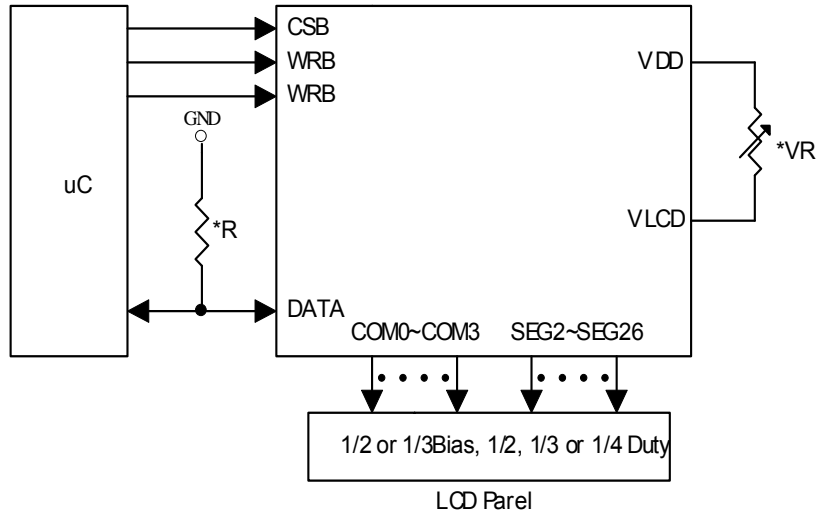 CSB
WRB
WRB
VDD
GND
*VR
uC
*R
VLCD
DATA
COM0~COM3 SEG2~SEG26
1/2 or 1/3Bias, 1/2, 1/3 or 1/4 Duty
LCD Parel